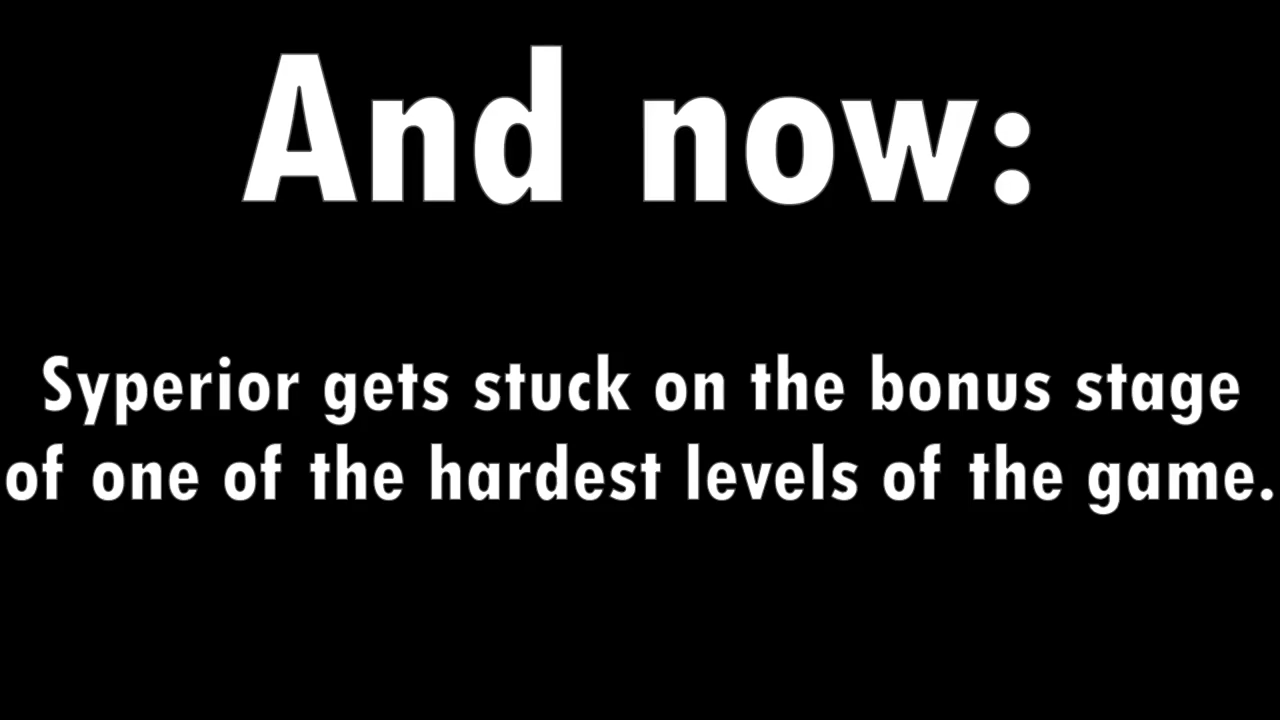 And now:
Syperior gets stuck on the bonus stage
of one of the hardest levels of the game.